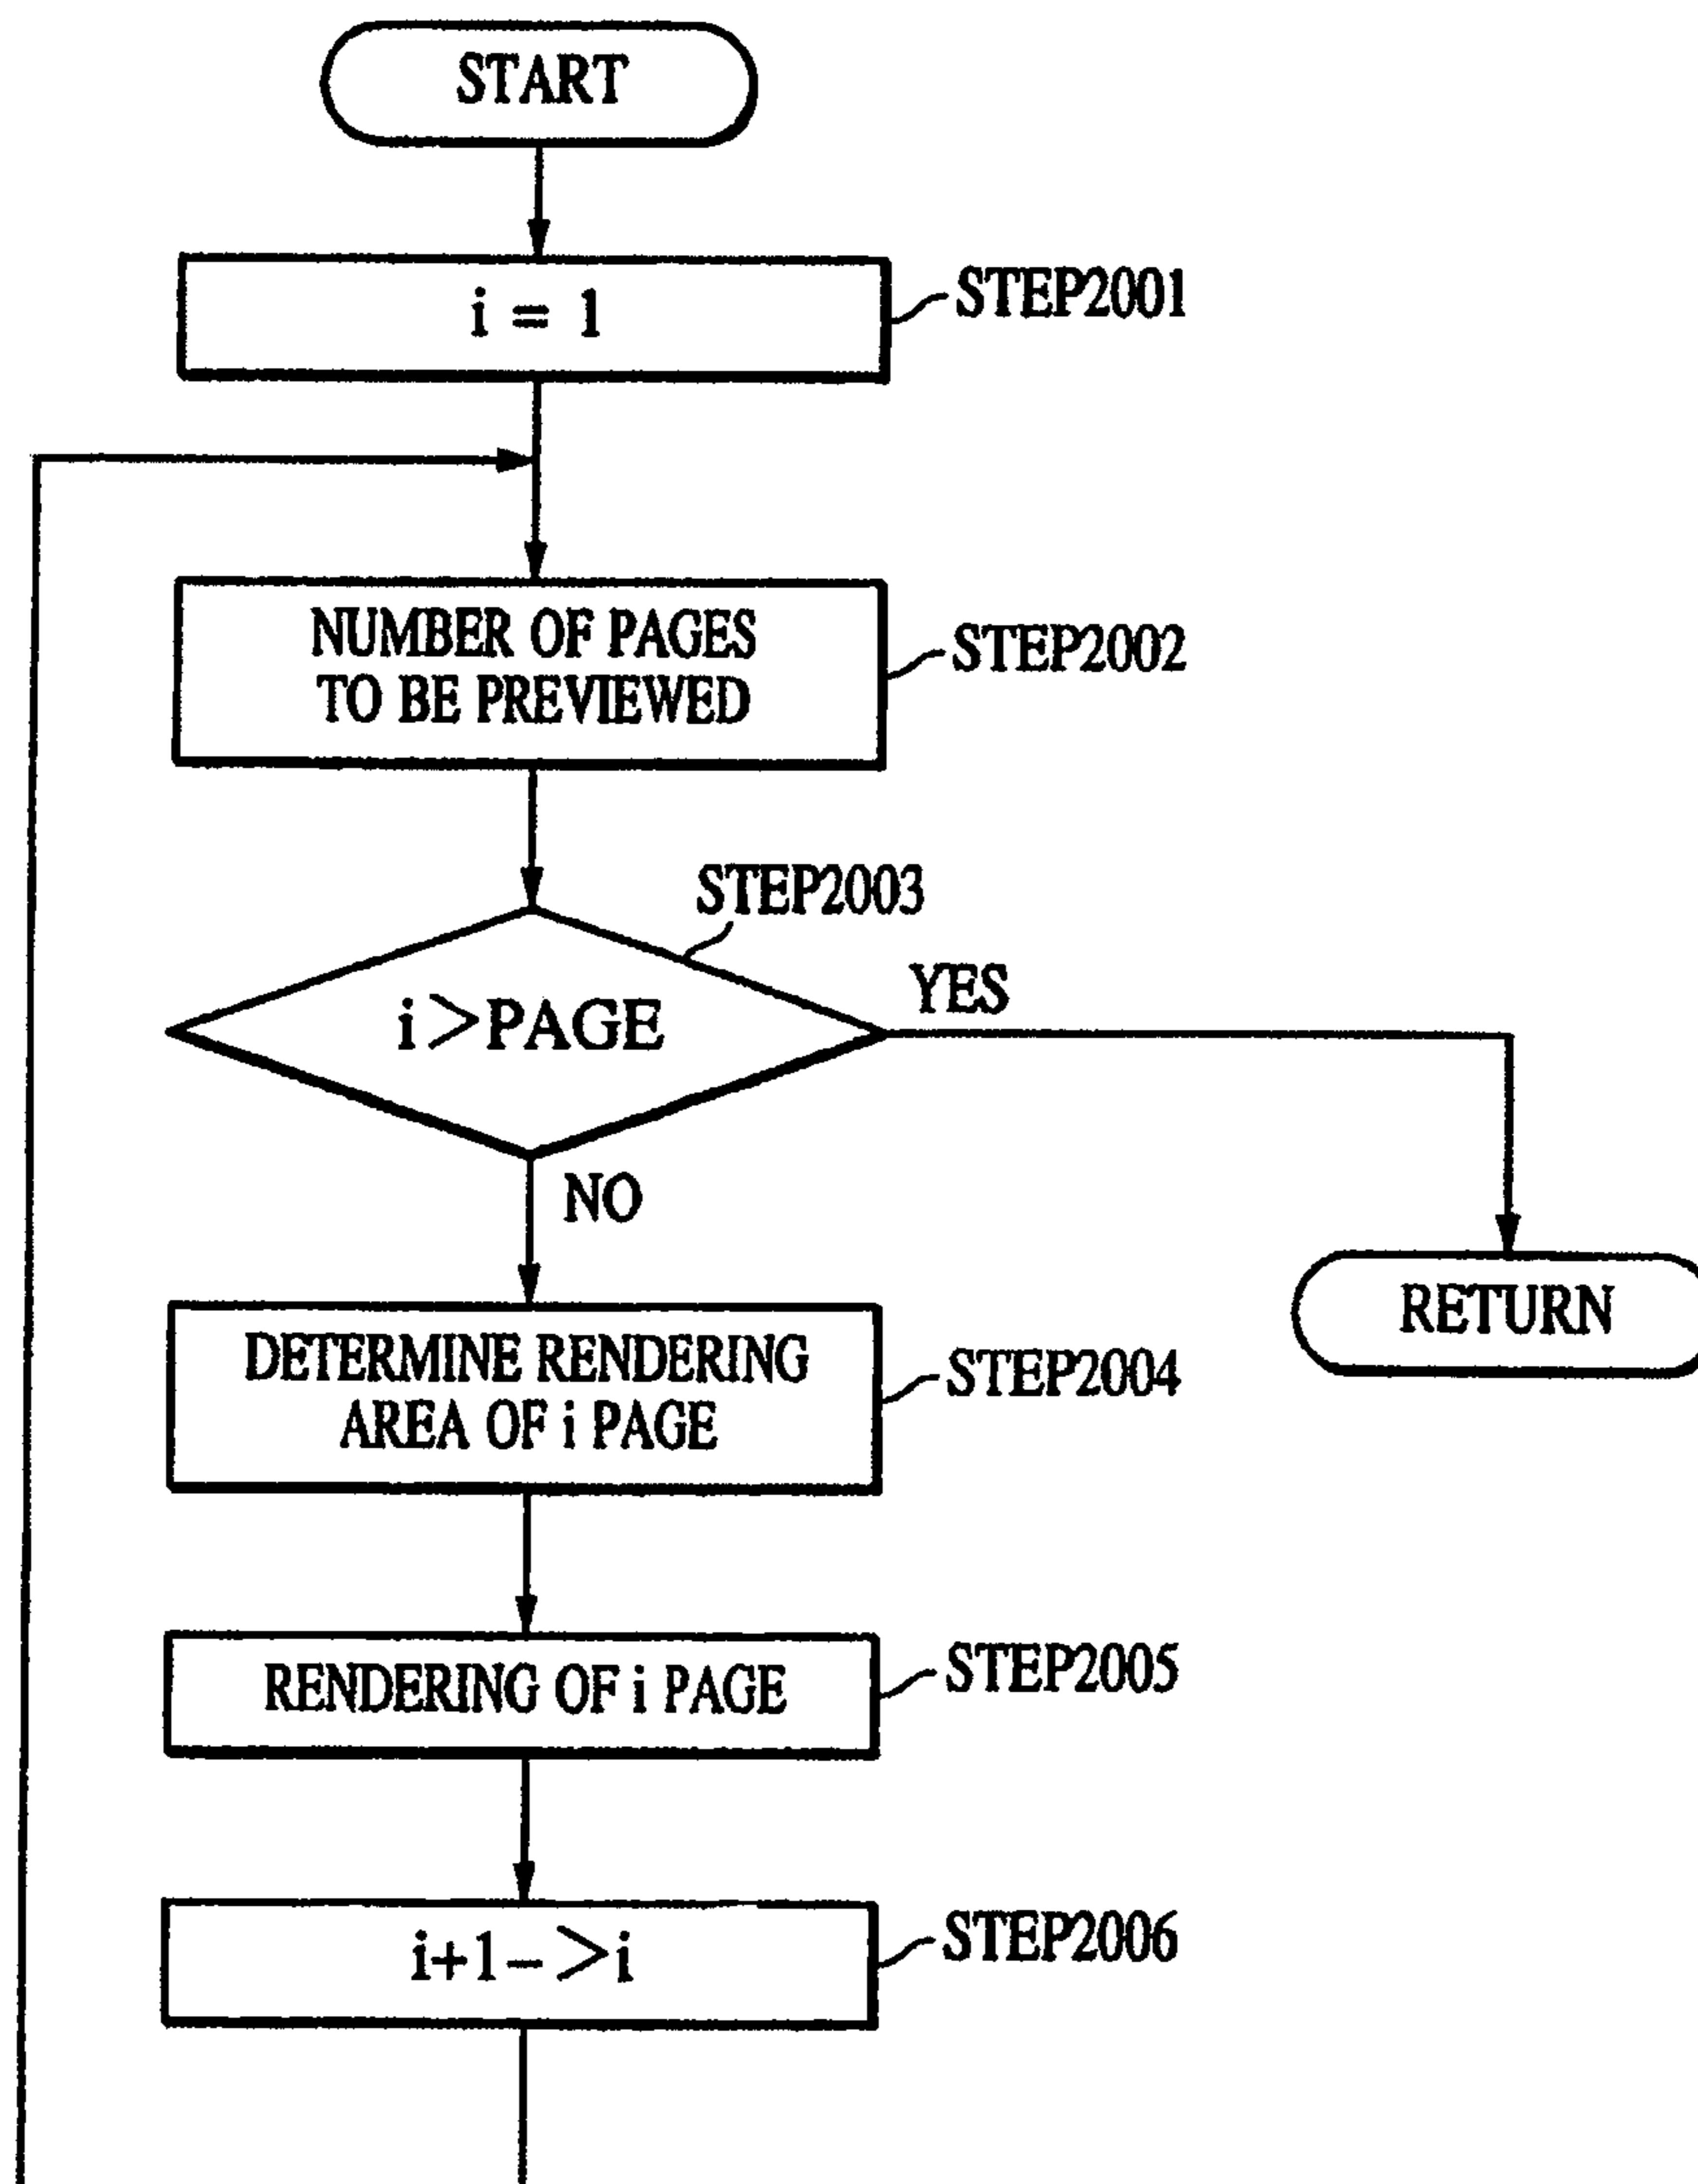 START
i = 1
STEP2001
NUMBER OF PAGES
TO BE PREVIEWED
STEP2002
STEP2003
i>PAGE
YES
NO
RETURN
DETERMINE RENDERING
AREA OF i PAGE
STEP2004
RENDERING OF i PAGE
STEP2005
i+1->i
STEP2006